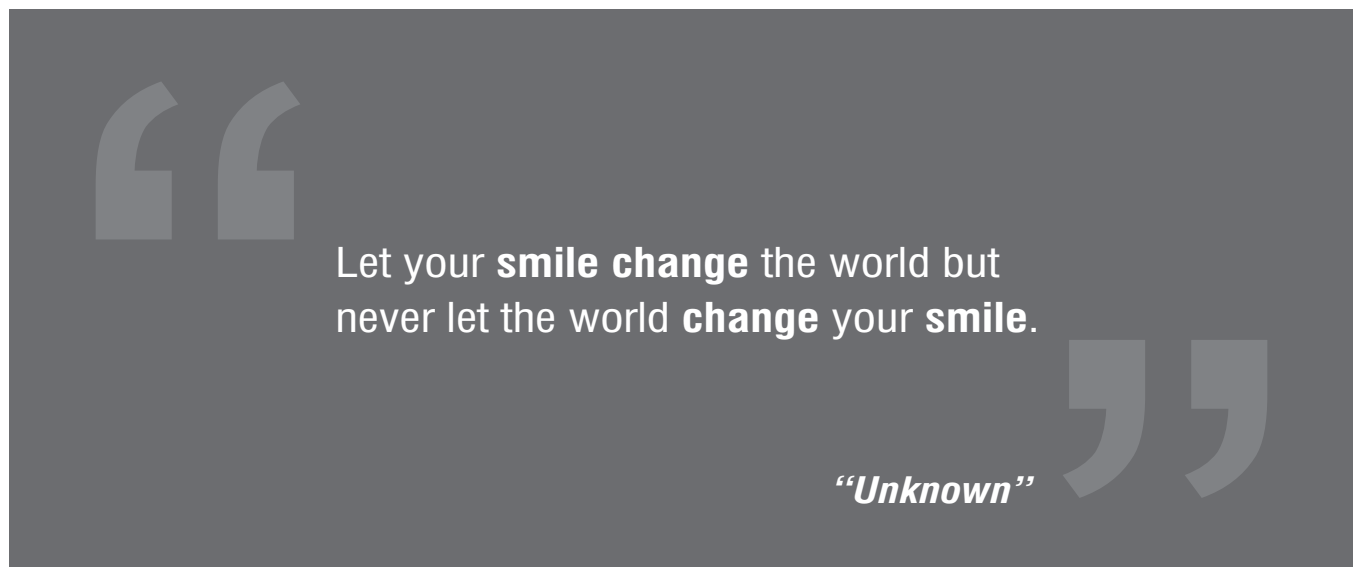 Let your smile change the world but
never let the world change your smile.
“Unknown”